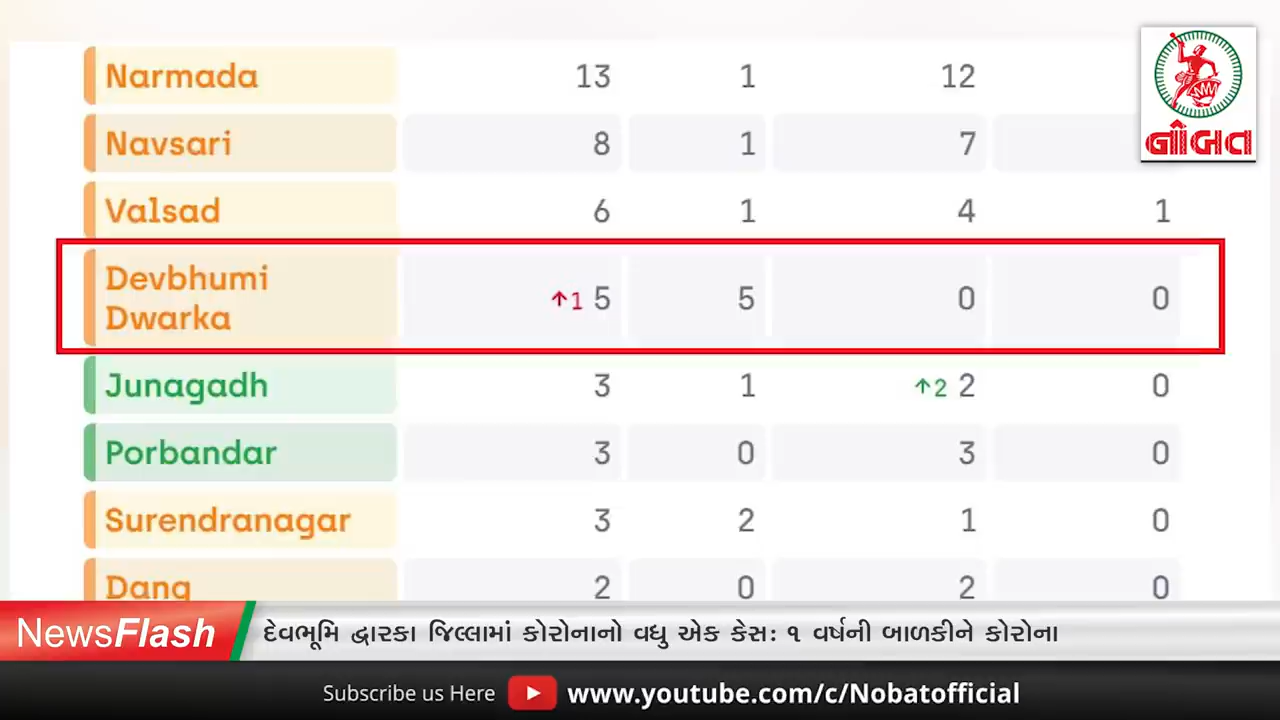 Narmada 13 1 12
Navsari 8 1 7
Valsad 6 1 4 1
Devbhumi
Dwarka ↑1 5 5 0 0
Junagadh 3 1 ↑2 2 0
Porbandar 3 0 3 0
Surendranagar 3 2 1 0
Dang 2 0 2 0
નોબત
NewsFlash દેવભૂમિ દ્વારકા જિલ્લામાં કોરોનાનો વધુ એક કેસ: ૧ વર્ષની બાળકીને કોરોના
Subscribe us Here www.youtube.com/c/Nobatofficial